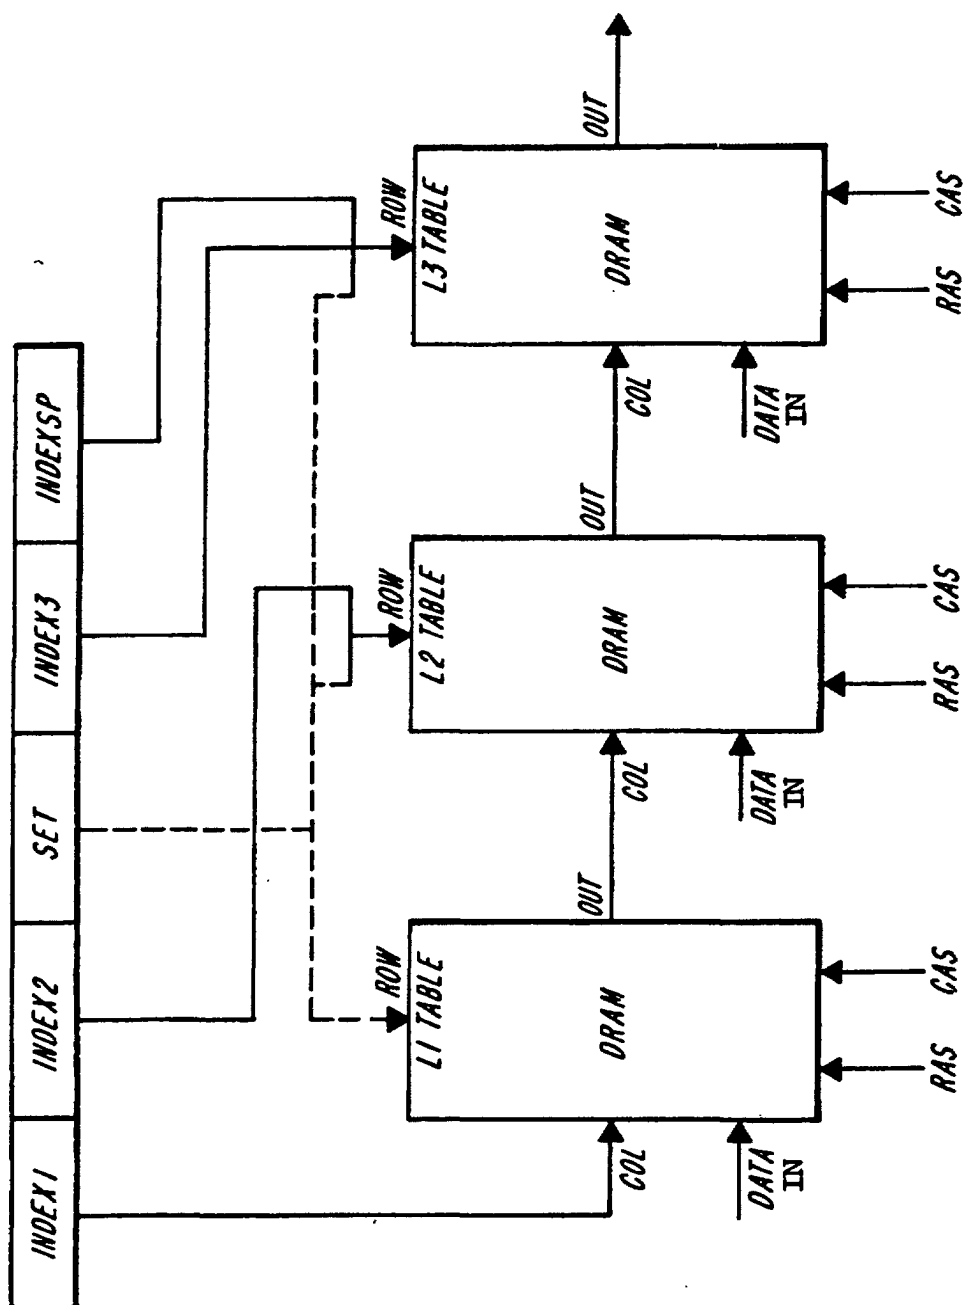 INDEX1
INDEX2
SET
INDEX3
INDEXSP
ROW
L1 TABLE
DRAM
COL
DATA
IN
RAS
CAS
OUT
ROW
L2 TABLE
DRAM
COL
DATA
IN
RAS
CAS
OUT
ROW
L3 TABLE
DRAM
COL
DATA
IN
RAS
CAS
OUT